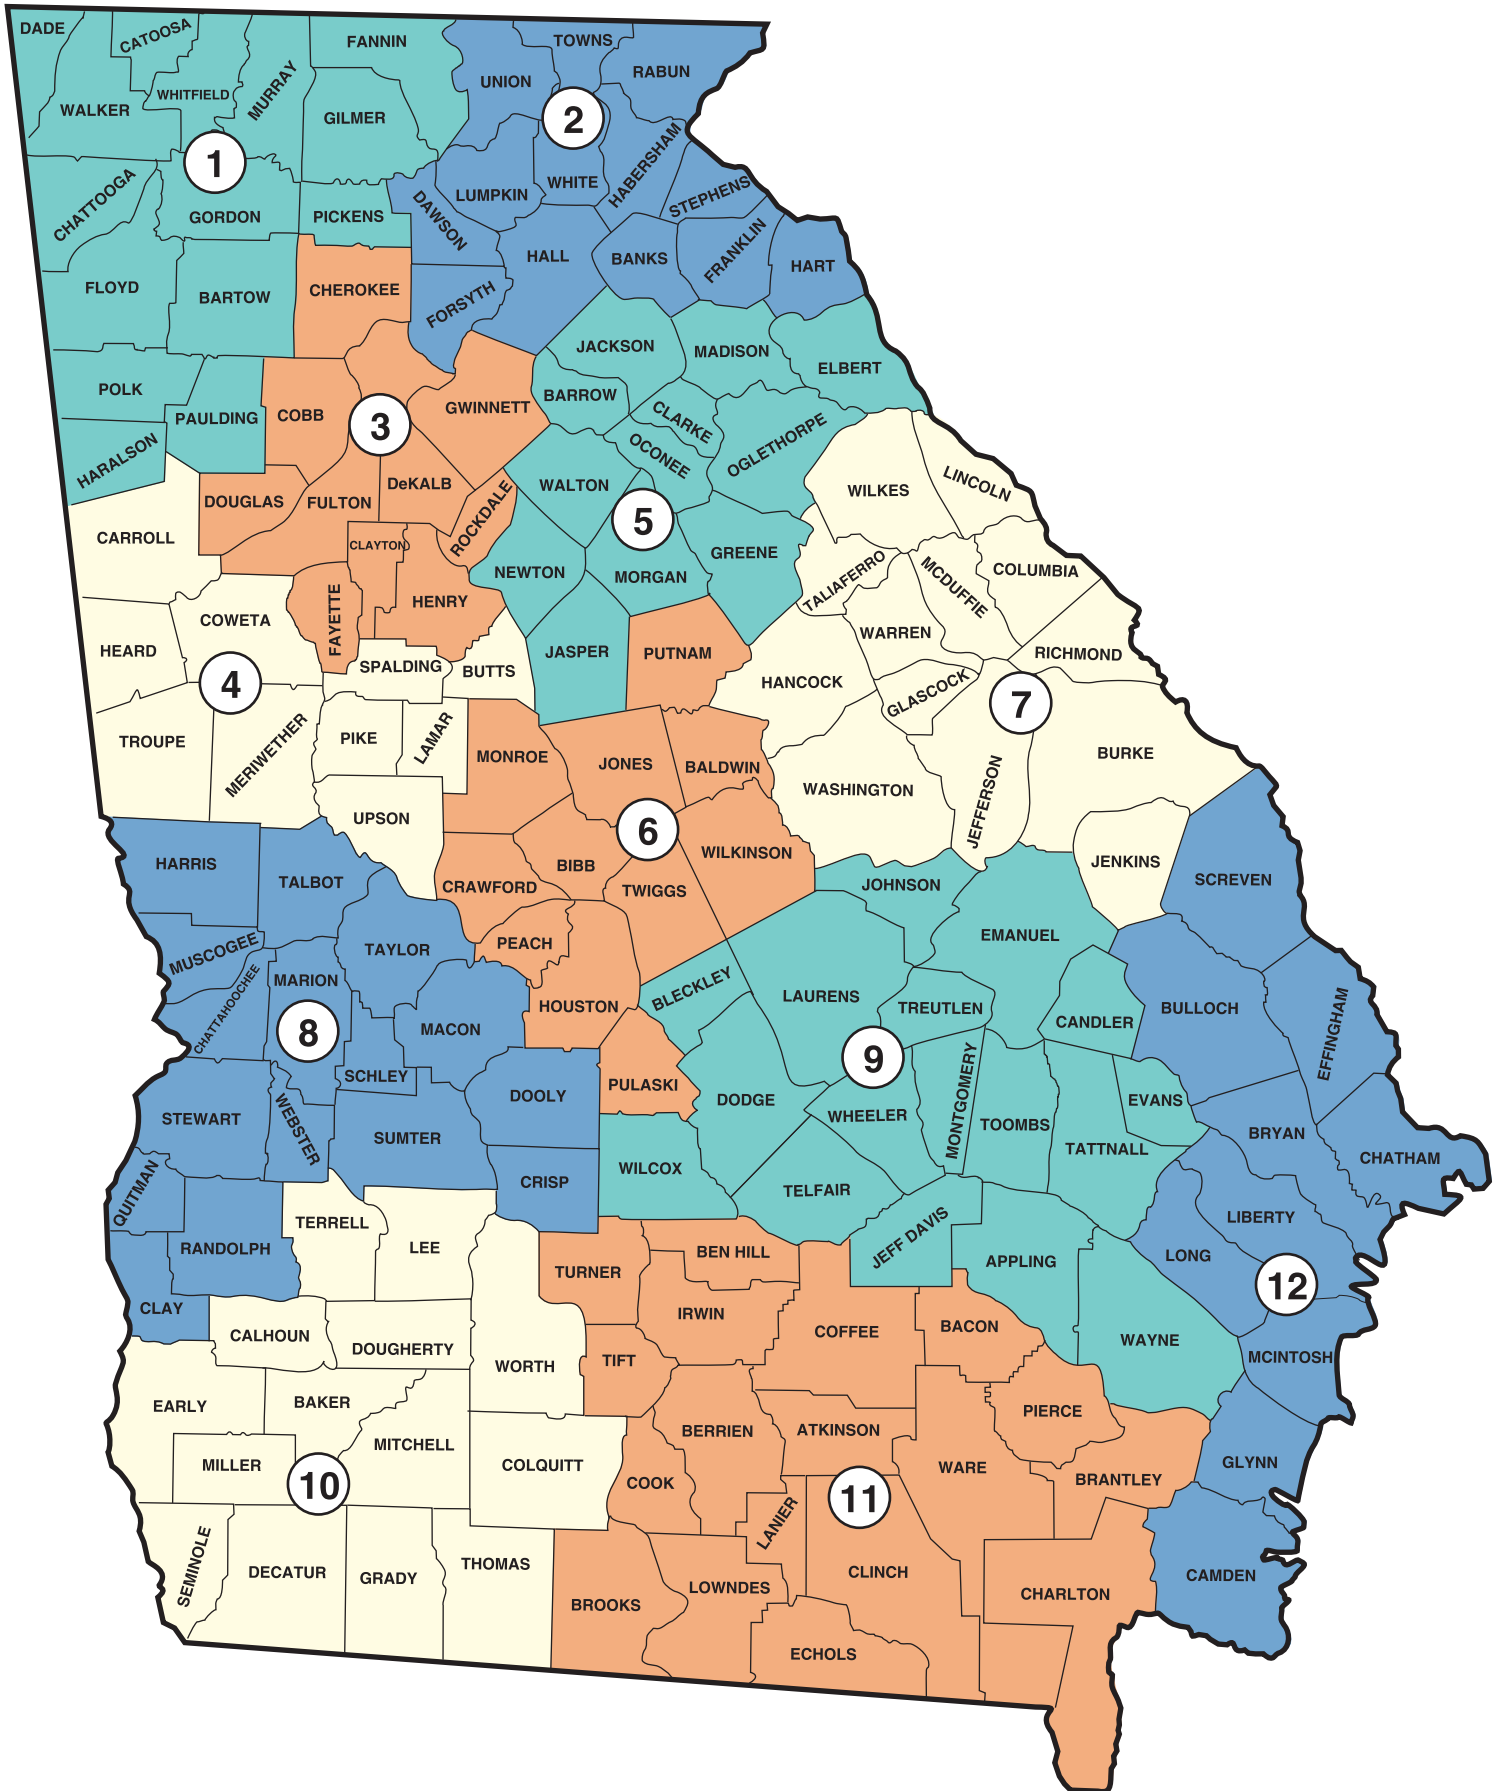 DADE
CATOOSA
FANNIN
TOWNS
UNION
RABUN
WALKER
WHITFIELD
MURRAY
GILMER
2
1
HABERSHAM
CHATTOOGA
LUMPKIN
WHITE
STEPHENS
GORDON
PICKENS
DAWSON
HALL
BANKS
FRANKLIN
HART
FLOYD
BARTOW
CHEROKEE
FORSYTH
JACKSON
MADISON
ELBERT
POLK
PAULDING
COBB
3
GWINNETT
BARROW
CLARKE
HARALSON
OCONEE
OGLETHORPE
DOUGLAS
FULTON
DeKALB
WALTON
WILKES
LINCOLN
CARROLL
CLAYTON
ROCKDALE
5
GREENE
NEWTON
MORGAN
TALIAFERRO
MCDUFFIE
COLUMBIA
COWETA
FAYETTE
HENRY
WARREN
HEARD
SPALDING
BUTTS
JASPER
PUTNAM
RICHMOND
4
HANCOCK
GLASCOCK
7
TROUPE
MERIWETHER
PIKE
LAMAR
MONROE
JONES
BALDWIN
BURKE
WASHINGTON
JEFFERSON
UPSON
6
HARRIS
TALBOT
CRAWFORD
BIBB
TWIGGS
WILKINSON
JOHNSON
JENKINS
SCREVEN
MUSCOGEE
TAYLOR
PEACH
EMANUEL
CHATTAHOOCHEE
MARION
HOUSTON
BLECKLEY
LAURENS
TREUTLEN
CANDLER
BULLOCH
EFFINGHAM
8
MACON
9
SCHLEY
DOOLY
PULASKI
DODGE
WHEELER
MONTGOMERY
TOOMBS
EVANS
STEWART
WEBSTER
SUMTER
TATTNALL
BRYAN
CHATHAM
QUITMAN
CRISP
WILCOX
TELFAIR
RANDOLPH
TERRELL
LEE
TURNER
BEN HILL
JEFF DAVIS
APPLING
LONG
LIBERTY
12
CLAY
CALHOUN
DOUGHERTY
WORTH
IRWIN
TIFT
COFFEE
BACON
WAYNE
MCINTOSH
EARLY
BAKER
MITCHELL
BERRIEN
ATKINSON
PIERCE
MILLER
10
COLQUITT
COOK
LANIER
11
WARE
BRANTLEY
GLYNN
SEMINOLE
DECATUR
GRADY
THOMAS
BROOKS
LOWNDES
CLINCH
CHARLTON
CAMDEN
ECHOLS